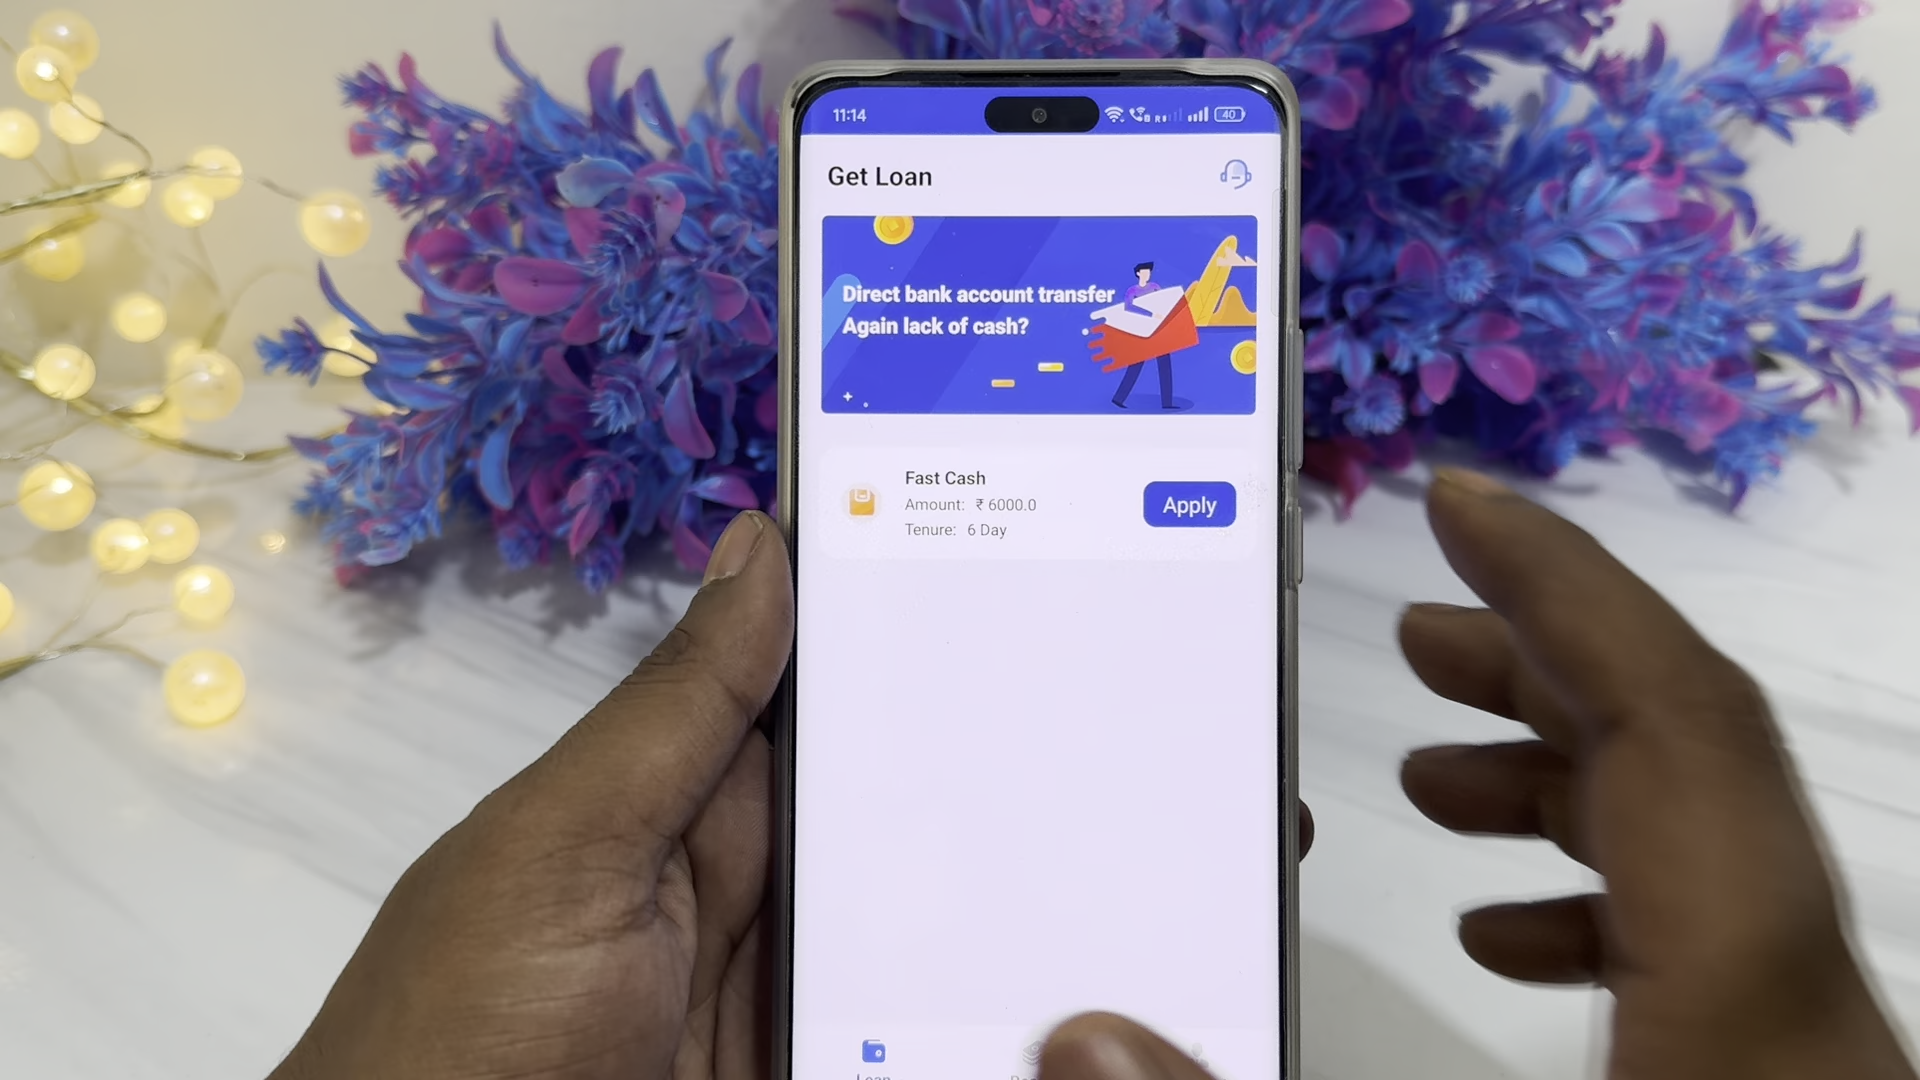 11:14
40
Get Loan
Direct bank account transfer
Again lack of cash?
Fast Cash
Amount: ₹ 6000.0
Tenure: 6 Day
Apply
Loan